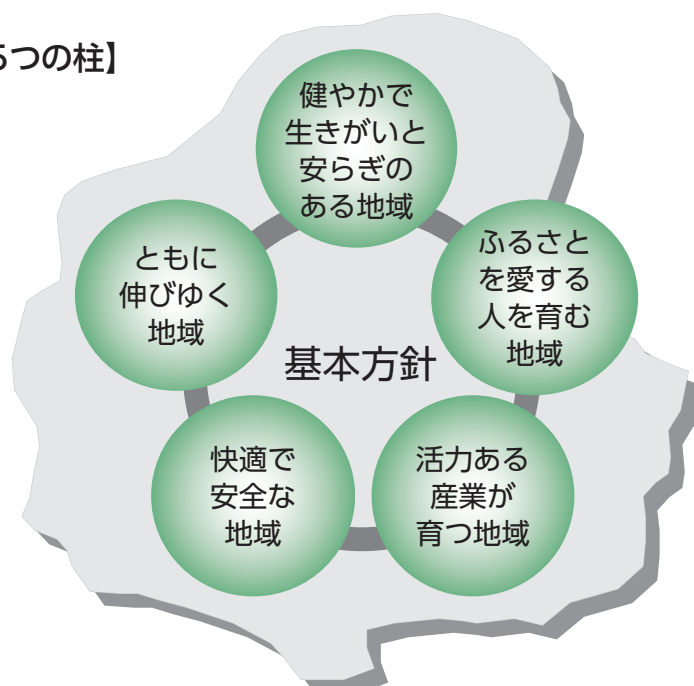 5つの柱】
健やかで
生きがいと
安らぎの
ある地域
ふるさと
を愛する
人を育む
地域
活力ある
産業が
育つ地域
快適で
安全な
地域
ともに
伸びゆく
地域
基本方針